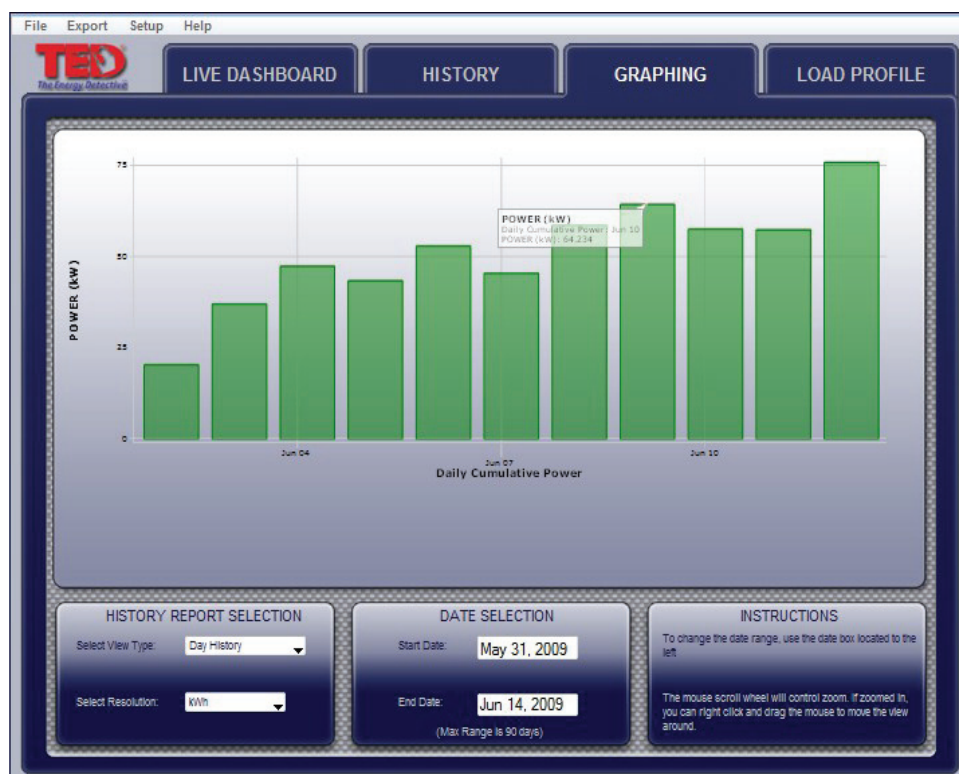 File Export Setup Help
TED
The Energy Detective
LIVE DASHBOARD
HISTORY
GRAPHING
LOAD PROFILE
75
50
25
0
POWER (kW)
POWER (kW)
Daily Cumulative Power: Jun 10
POWER (kW): 64.234
Jun 04
Jun 07
Jun 10
Daily Cumulative Power
HISTORY REPORT SELECTION
Select View Type: Day History
Select Resolution: kWh
DATE SELECTION
Start Date: May 31, 2009
End Date: Jun 14, 2009
(Max Range is 90 days)
INSTRUCTIONS
To change the date range, use the date box located to the
left
The mouse scroll wheel will control zoom. If zoomed in,
you can right click and drag the mouse to move the view
around.